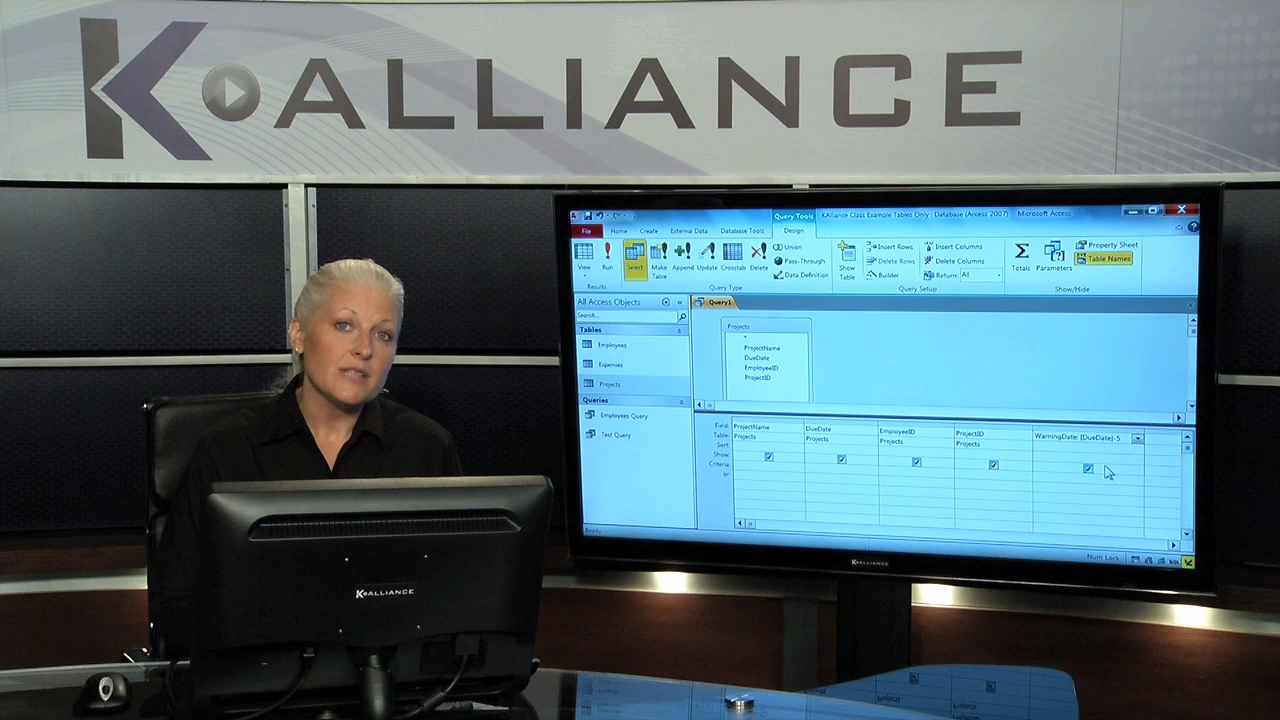 K ALLIANCE
Query Tools
KAlliance Class Example Tables Only : Database (Access 2007)
Microsoft Access
File
Home
Create
External Data
Database Tools
Design
View
Run
Select
Make Table
Append
Update
Crosstab
Delete
Union
Pass-Through
Data Definition
Show Table
Insert Rows
Delete Rows
Builder
Insert Columns
Delete Columns
Return: All
Totals
Parameters
Property Sheet
Table Names
Results
Query Type
Query Setup
Show/Hide
All Access Objects
Search...
Tables
Employees
Expenses
Projects
Queries
Employees Query
Test Query
Query1
Projects
*
ProjectName
DueDate
EmployeeID
ProjectID
Field: ProjectName DueDate EmployeeID ProjectID WarningDate: [DueDate]-5
Table: Projects Projects Projects Projects
Sort:
Show:
Criteria:
or:
Ready
Num Lock
SQL
K ALLIANCE
K ALLIANCE